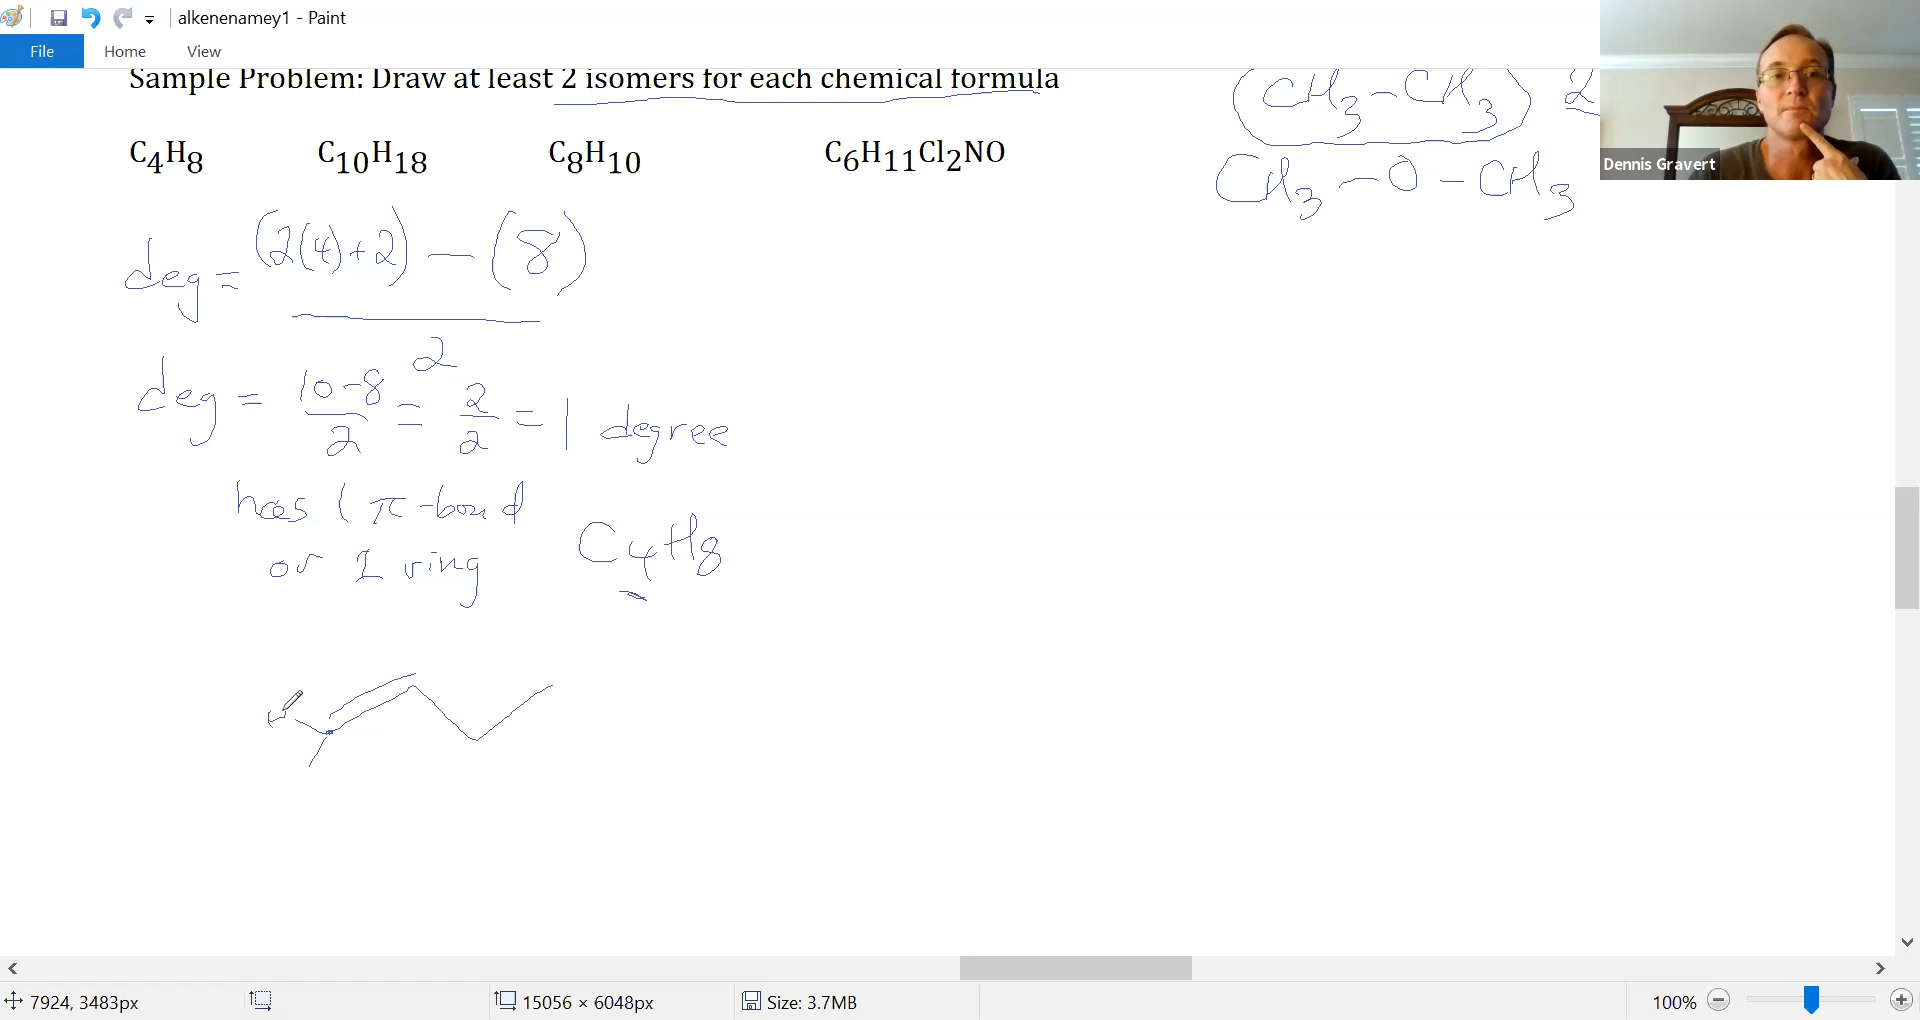 alkenenamey1 - Paint
File Home View
Sample Problem: Draw at least 2 isomers for each chemical formula
CH3-CH3 2
Dennis Gravert
C4H8 C10H18 C8H10 C6H11Cl2NO
CH3-O-CH3
deg = (2(4)+2) - (8)
2
deg = 10-8 = 2 = 1 degree
2 2
has 1 π-bond
or 1 ring
C4H8
7924, 3483px 15056 × 6048px Size: 3.7MB 100%